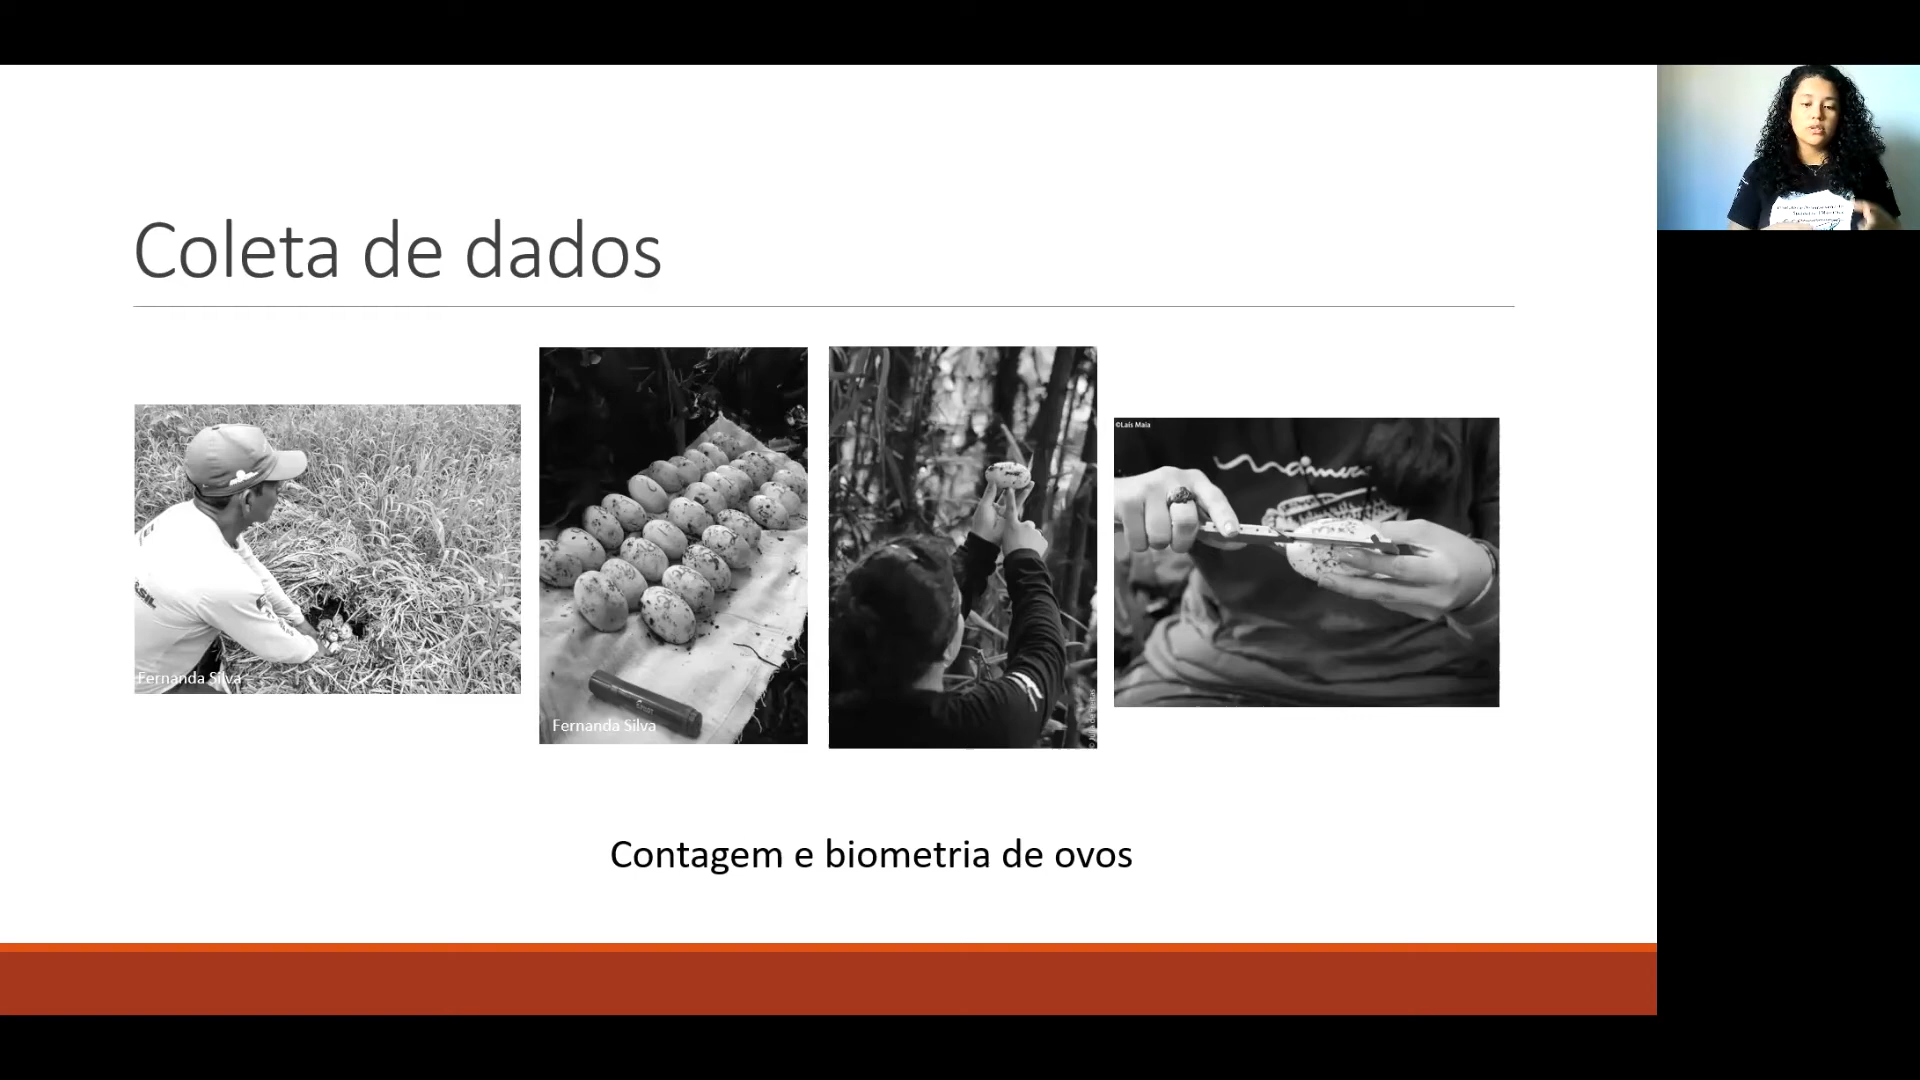 Coleta de dados
©Laís Maia
Fernanda Silva
Fernanda Silva
Contagem e biometria de ovos